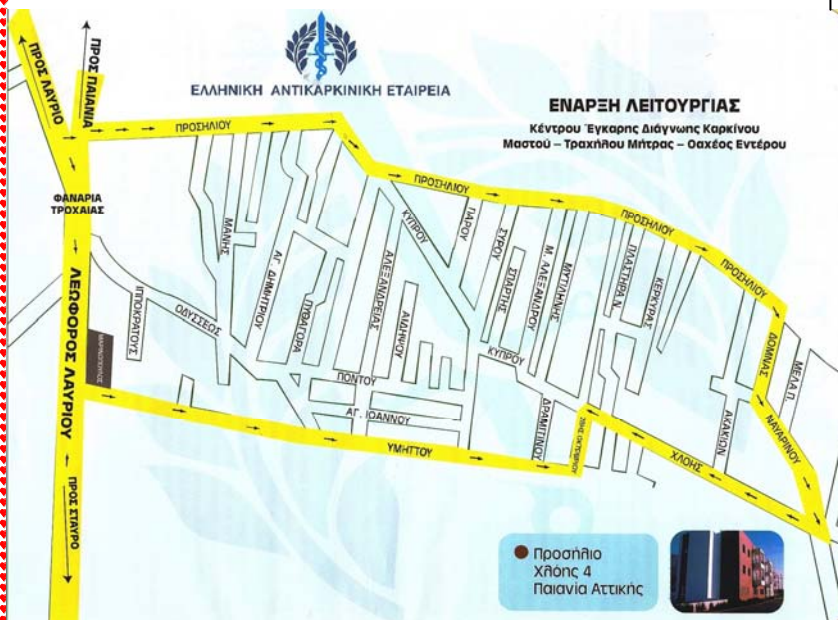 ΠΡΟΣ ΛΑΥΡΙΟ
ΠΡΟΣ ΠΑΙΑΝΙΑ
ΕΛΛΗΝΙΚΗ ΑΝΤΙΚΑΡΚΙΝΙΚΗ ΕΤΑΙΡΕΙΑ
ΕΝΑΡΞΗ ΛΕΙΤΟΥΡΓΙΑΣ
Κέντρου Έγκαρης Διάγνωσης Καρκίνου
Μαστού – Τραχήλου Μήτρας – Οαχέος Εντέρου
ΠΡΟΣΗΛΙΟΥ
ΠΡΟΣΗΛΙΟΥ
ΠΡΟΣΗΛΙΟΥ
ΠΡΟΣΗΛΙΟΥ
ΦΑΝΑΡΙΑ
ΤΡΟΧΑΙΑΣ
ΛΕΩΦΟΡΟΣ ΛΑΥΡΙΟΥ
ΠΡΟΣ ΣΤΑΥΡΟ
ΙΠΠΟΚΡΑΤΟΥΣ
ΟΔΥΣΣΕΟΣ
ΜΑΝΗΣ
ΑΓ. ΔΗΜΗΤΡΙΟΥ
ΠΥΘΑΓΟΡΑ
ΑΛΕΞΑΝΔΡΕΙΑΣ
ΚΥΠΡΟΥ
ΠΑΡΟΥ
ΣΥΡΟΥ
ΣΠΑΡΤΗΣ
Μ. ΑΛΕΞΑΝΔΡΟΥ
ΜΥΤΙΛΗΝΗΣ
ΠΛΑΣΤΗΡΑ Ν.
ΚΕΡΚΥΡΑΣ
ΔΟΜΝΑΣ
ΜΕΛΑ Π.
ΚΥΠΡΟΥ
ΠΟΝΤΟΥ
ΑΓ. ΙΩΑΝΝΟΥ
ΥΜΗΤΤΟΥ
ΔΡΑΜΠΙΝΟΥ
ΧΛΟΗΣ
ΑΚΑΚΙΩΝ
ΝΑΥΑΡΙΝΟΥ
Προσήλιο
Χλόης 4
Παιανία Αττικής